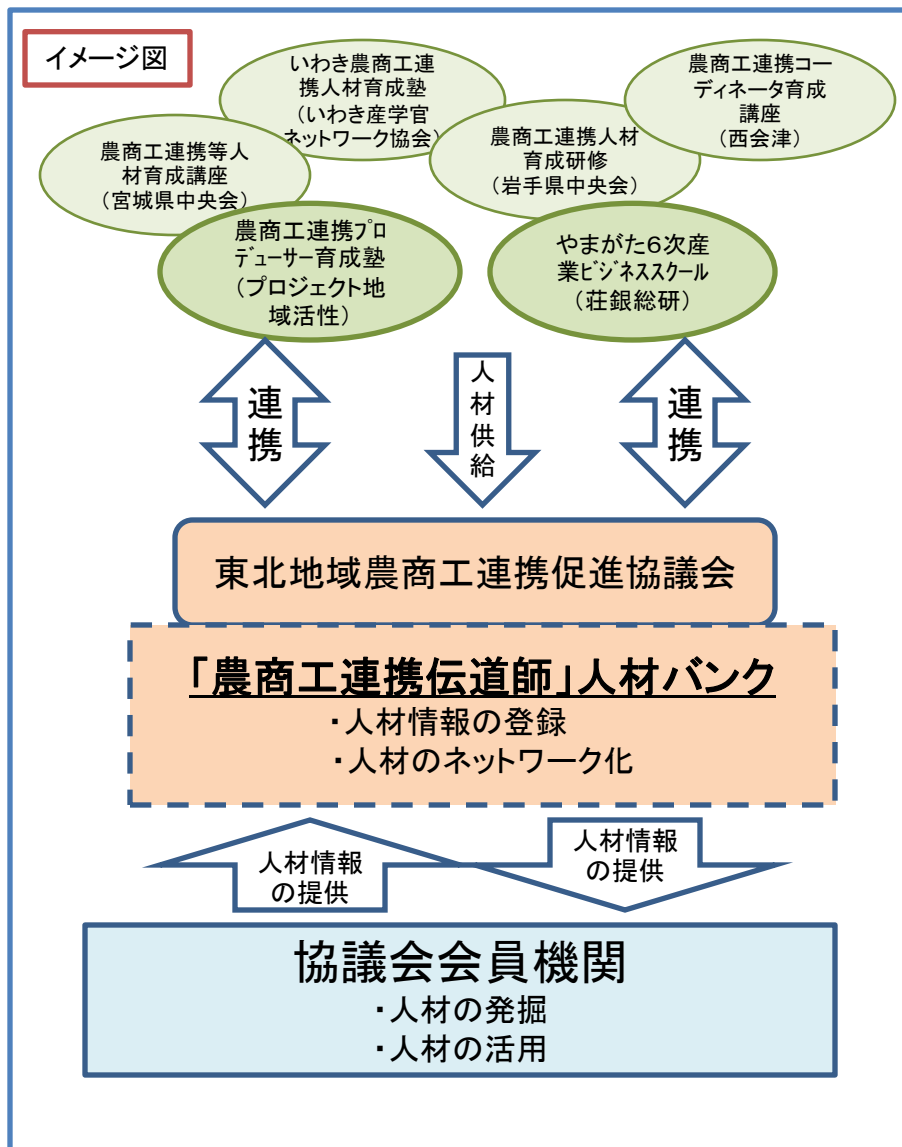 イメージ図
いわき農商工連
携人材育成塾
(いわき産学官
ネットワーク協会)
農商工連携コー
ディネータ育成
講座
(西会津)
農商工連携等人
材育成講座
(宮城県中央会)
農商工連携人材
育成研修
(岩手県中央会)
農商工連携ﾌﾟﾛ
ﾃﾞｭｰｻｰ育成塾
(プロジェクト地
域活性)
やまがた6次産
業ﾋﾞｼﾞﾈｽｽｸｰﾙ
(荘銀総研)
連携
人材供給
連携
東北地域農商工連携促進協議会
「農商工連携伝道師」人材バンク
・人材情報の登録
・人材のネットワーク化
人材情報
の提供
人材情報
の提供
協議会会員機関
・人材の発掘
・人材の活用